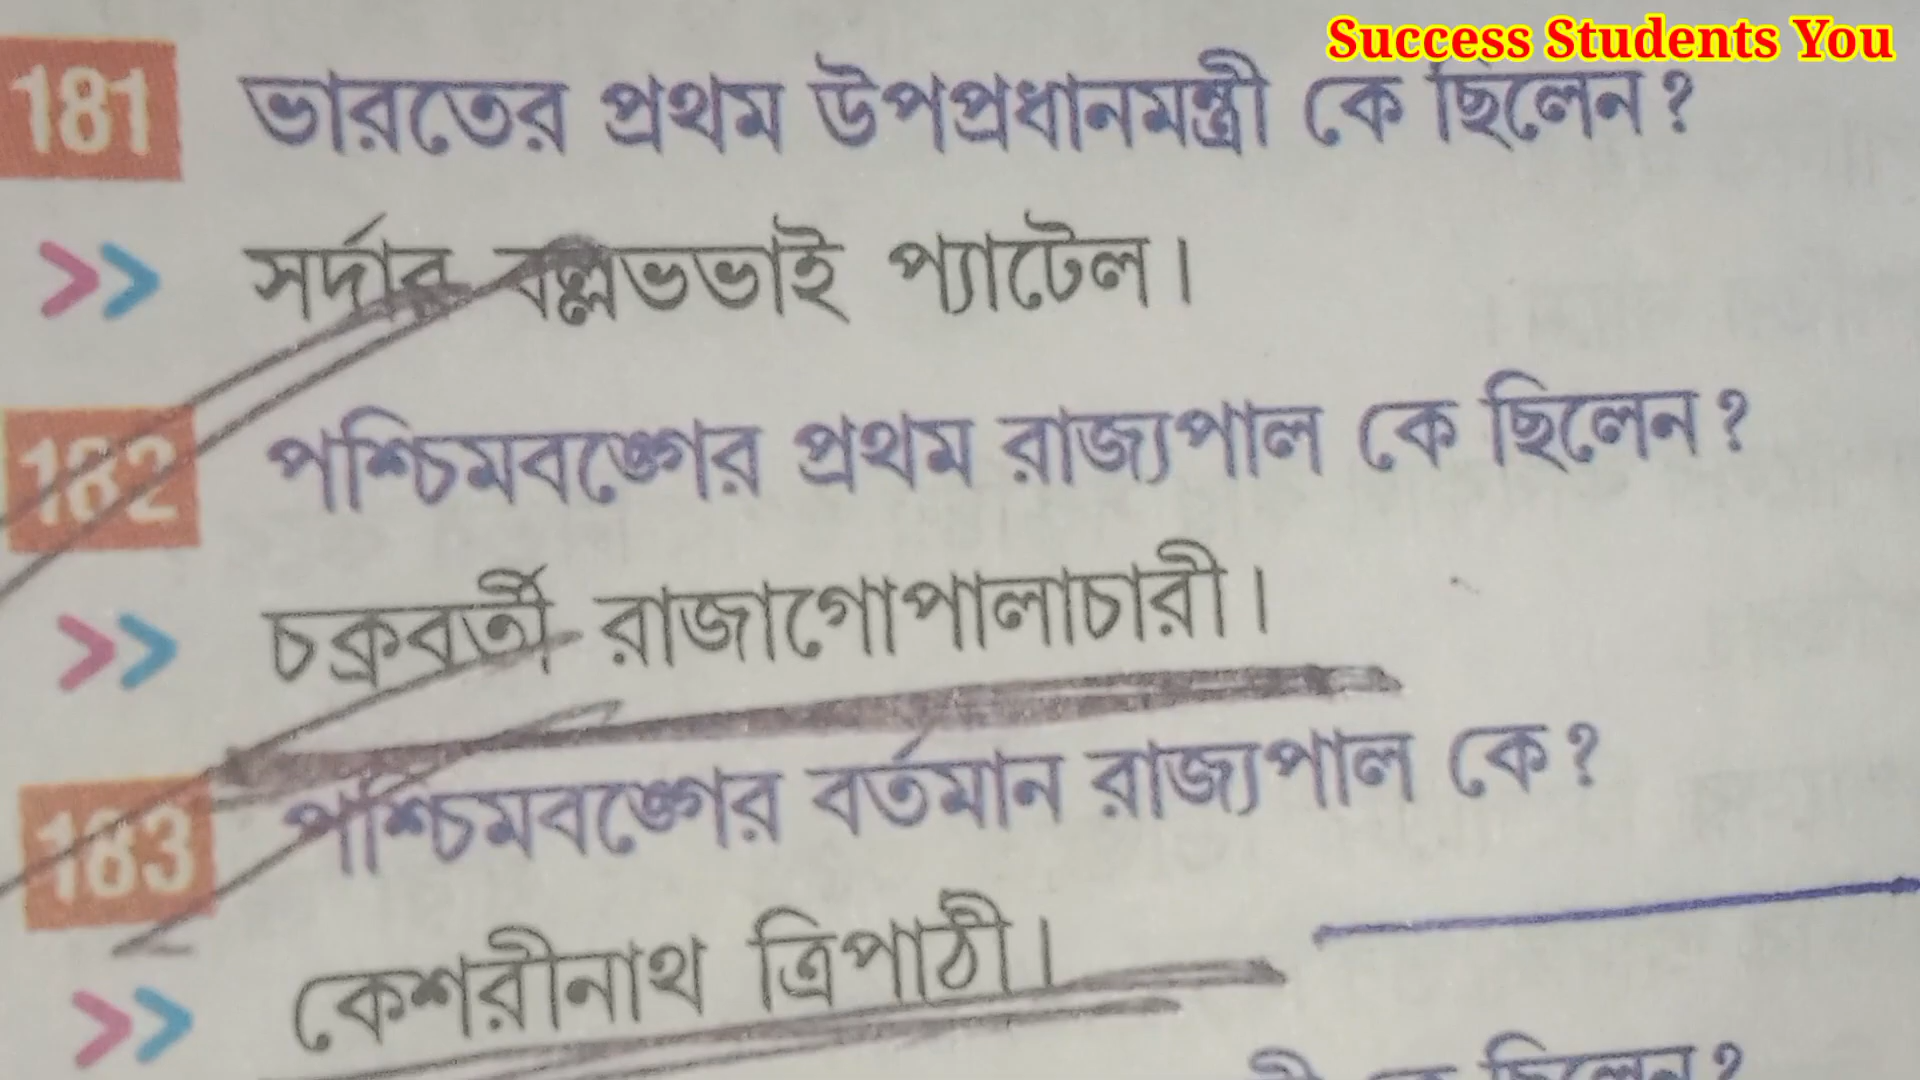 Success Students You
181 ভারতের প্রথম উপপ্রধানমন্ত্রী কে ছিলেন?
>> সর্দার বল্লভভাই প্যাটেল।
182 পশ্চিমবঙ্গের প্রথম রাজ্যপাল কে ছিলেন?
>> চক্রবর্তী রাজাগোপালাচারী।
183 পশ্চিমবঙ্গের বর্তমান রাজ্যপাল কে?
>> কেশরীনাথ ত্রিপাঠী।
ছিলেন?